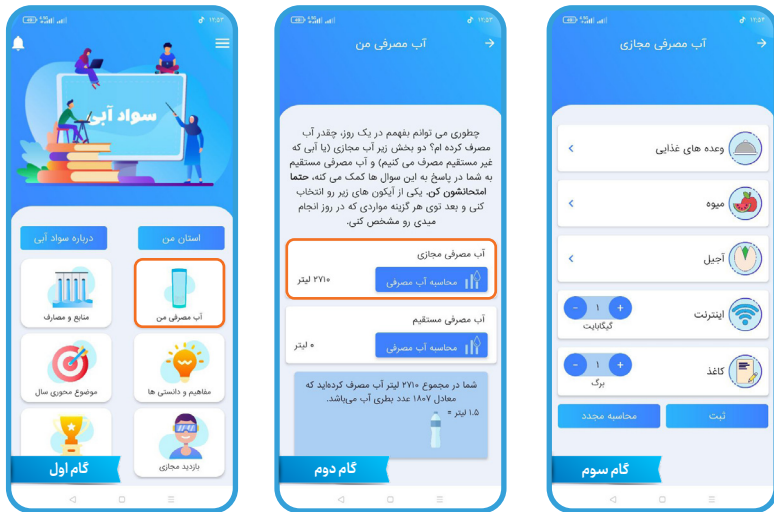 ۱۲:۵۳
سواد آبی
استان من
درباره سواد آبی
آب مصرفی من
منابع و مصارف
مفاهیم و دانستی ها
موضوع محوری سال
بازدید مجازی
گام اول
۱۲:۵۳
آب مصرفی من
چطوری می توانم بفهمم در یک روز، چقدر آب
مصرف کرده ام؟ دو بخش زیر آب مجازی (یا آبی که
غیر مستقیم مصرف می کنیم) و آب مصرفی مستقیم
به شما در پاسخ به این سوال ها کمک می کنه، حتما
امتحانشون کن. یکی از آیکون های زیر رو انتخاب
کنی و بعد توی هر گزینه مواردی که در روز انجام
میدی رو مشخص کنی.
آب مصرفی مجازی
محاسبه آب مصرفی
۲۷۱۰ لیتر
آب مصرفی مستقیم
محاسبه آب مصرفی
۰ لیتر
شما در مجموع ۲۷۱۰ لیتر آب مصرف کرده‌اید که
معادل ۱۸۰۷ عدد بطری آب می‌باشد.
۱.۵ لیتر =
گام دوم
۱۲:۵۳
آب مصرفی مجازی
وعده های غذایی
میوه
آجیل
اینترنت
+ ۱ -
گیگابایت
کاغذ
+ ۱ -
برگ
ثبت
محاسبه مجدد
گام سوم